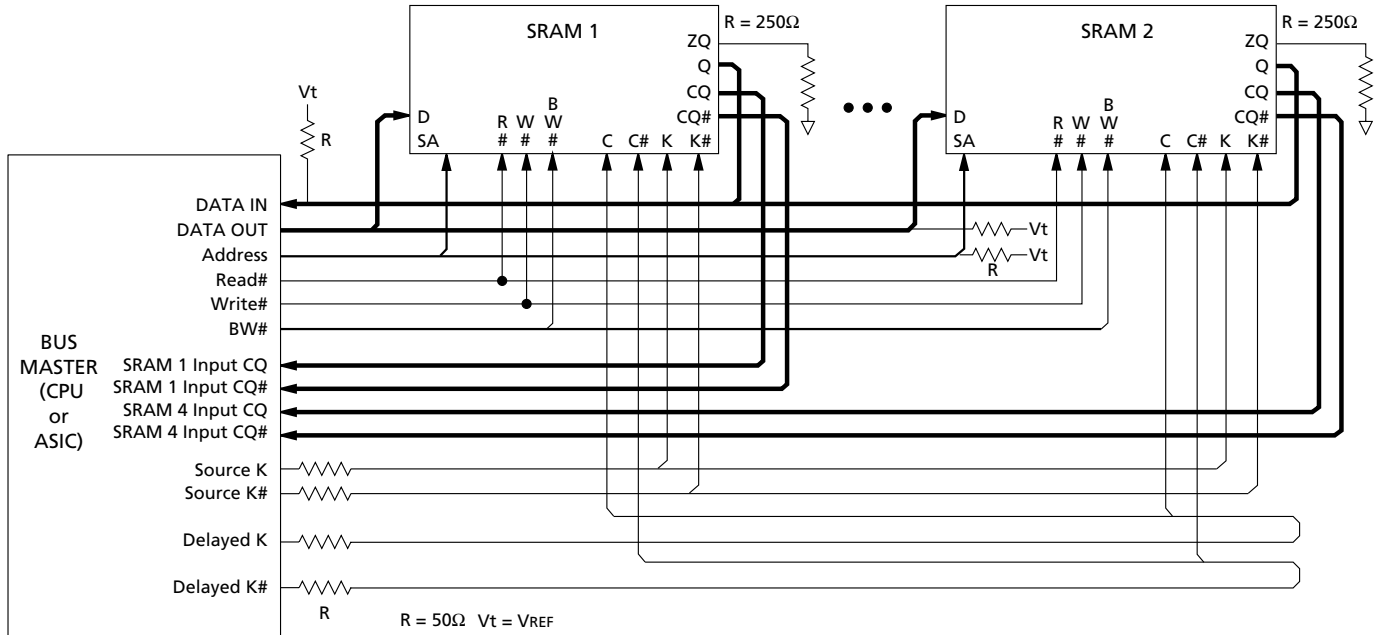 SRAM 1
R = 250Ω
ZQ
Q
CQ
CQ#
D
SA
R
#
W
#
B
W
#
C
C#
K
K#
SRAM 2
R = 250Ω
ZQ
Q
CQ
CQ#
D
SA
R
#
W
#
B
W
#
C
C#
K
K#
Vt
R
DATA IN
DATA OUT
Address
Read#
Write#
BW#
Vt
Vt
R
BUS
MASTER
(CPU
or
ASIC)
SRAM 1 Input CQ
SRAM 1 Input CQ#
SRAM 4 Input CQ
SRAM 4 Input CQ#
Source K
Source K#
Delayed K
Delayed K#
R
R = 50Ω Vt = VREF